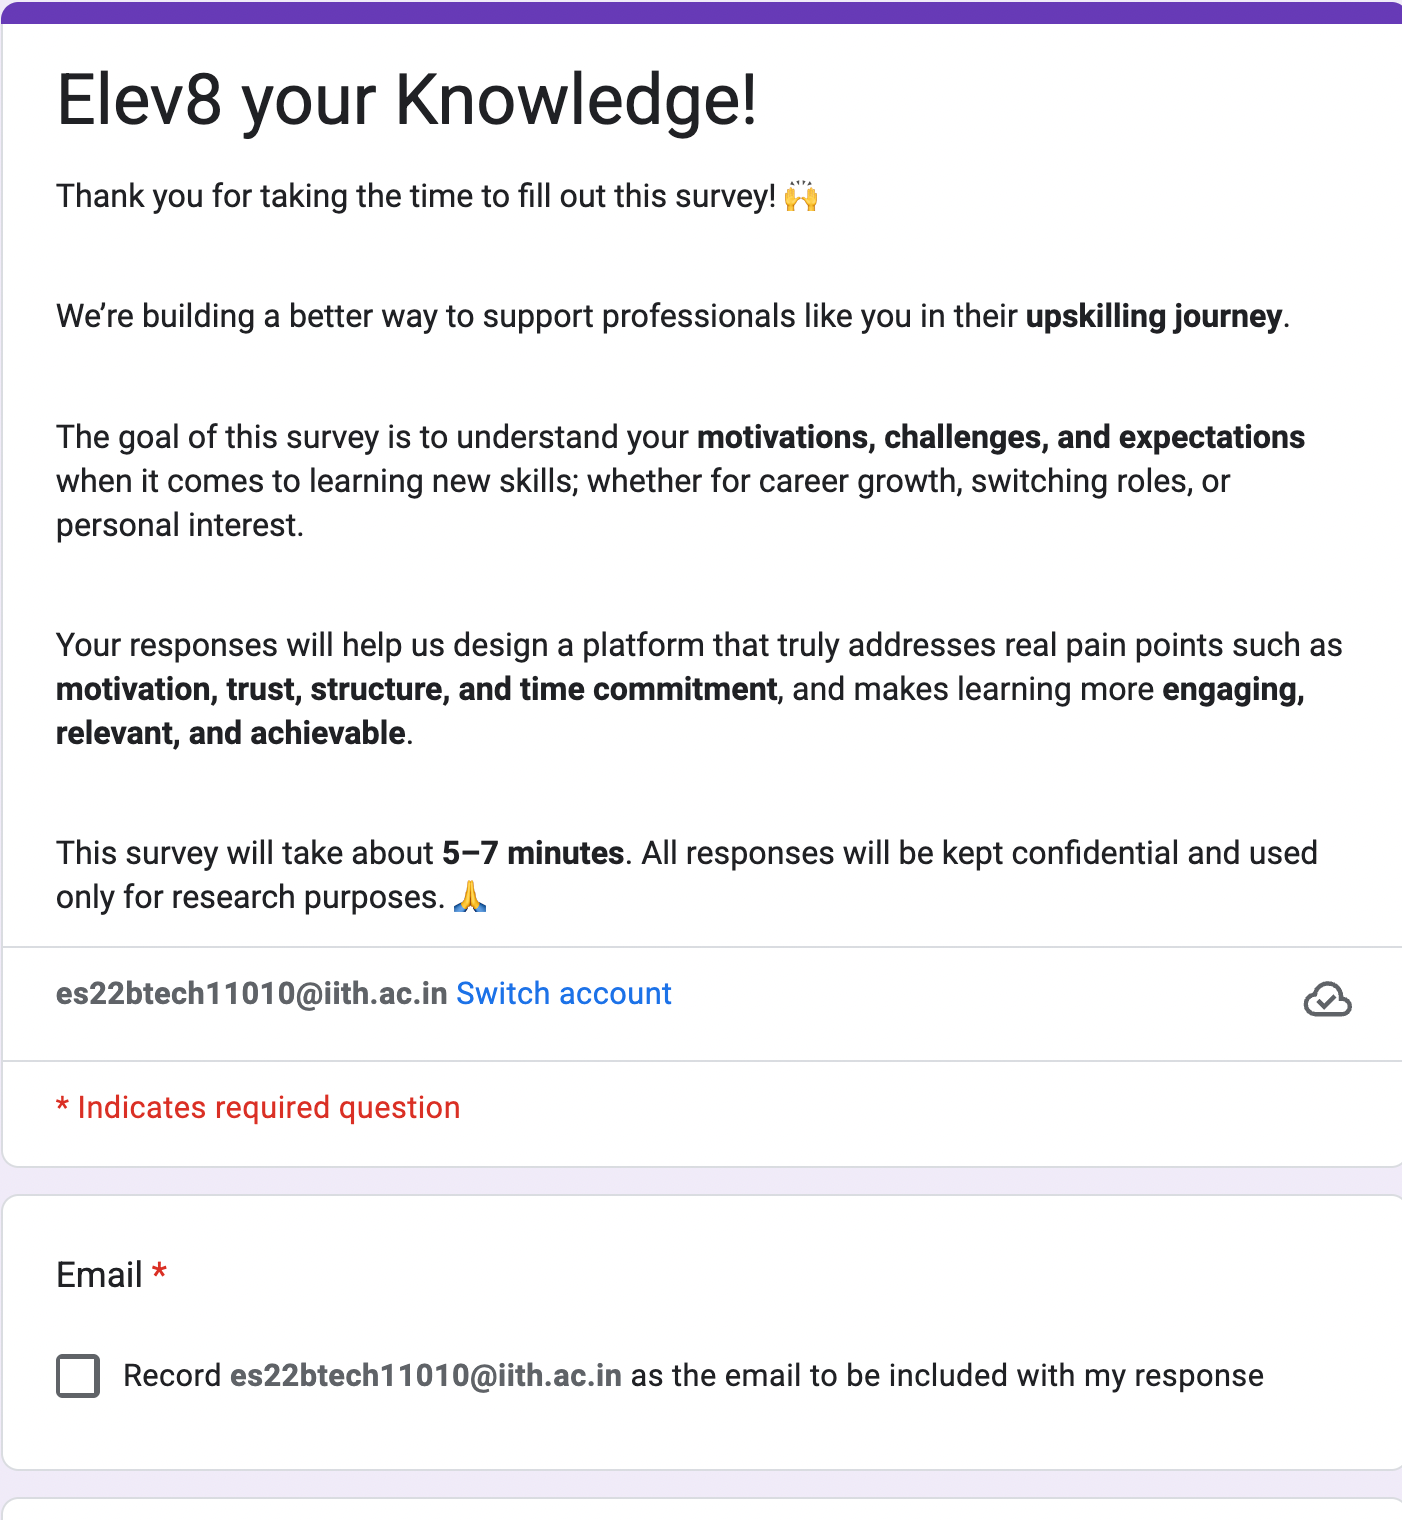 Elev8 your Knowledge!
Thank you for taking the time to fill out this survey! 🙌
We’re building a better way to support professionals like you in their upskilling journey.
The goal of this survey is to understand your motivations, challenges, and expectations
when it comes to learning new skills; whether for career growth, switching roles, or
personal interest.
Your responses will help us design a platform that truly addresses real pain points such as
motivation, trust, structure, and time commitment, and makes learning more engaging,
relevant, and achievable.
This survey will take about 5–7 minutes. All responses will be kept confidential and used
only for research purposes. 🙏
es22btech11010@iith.ac.in Switch account
* Indicates required question
Email *
Record es22btech11010@iith.ac.in as the email to be included with my response